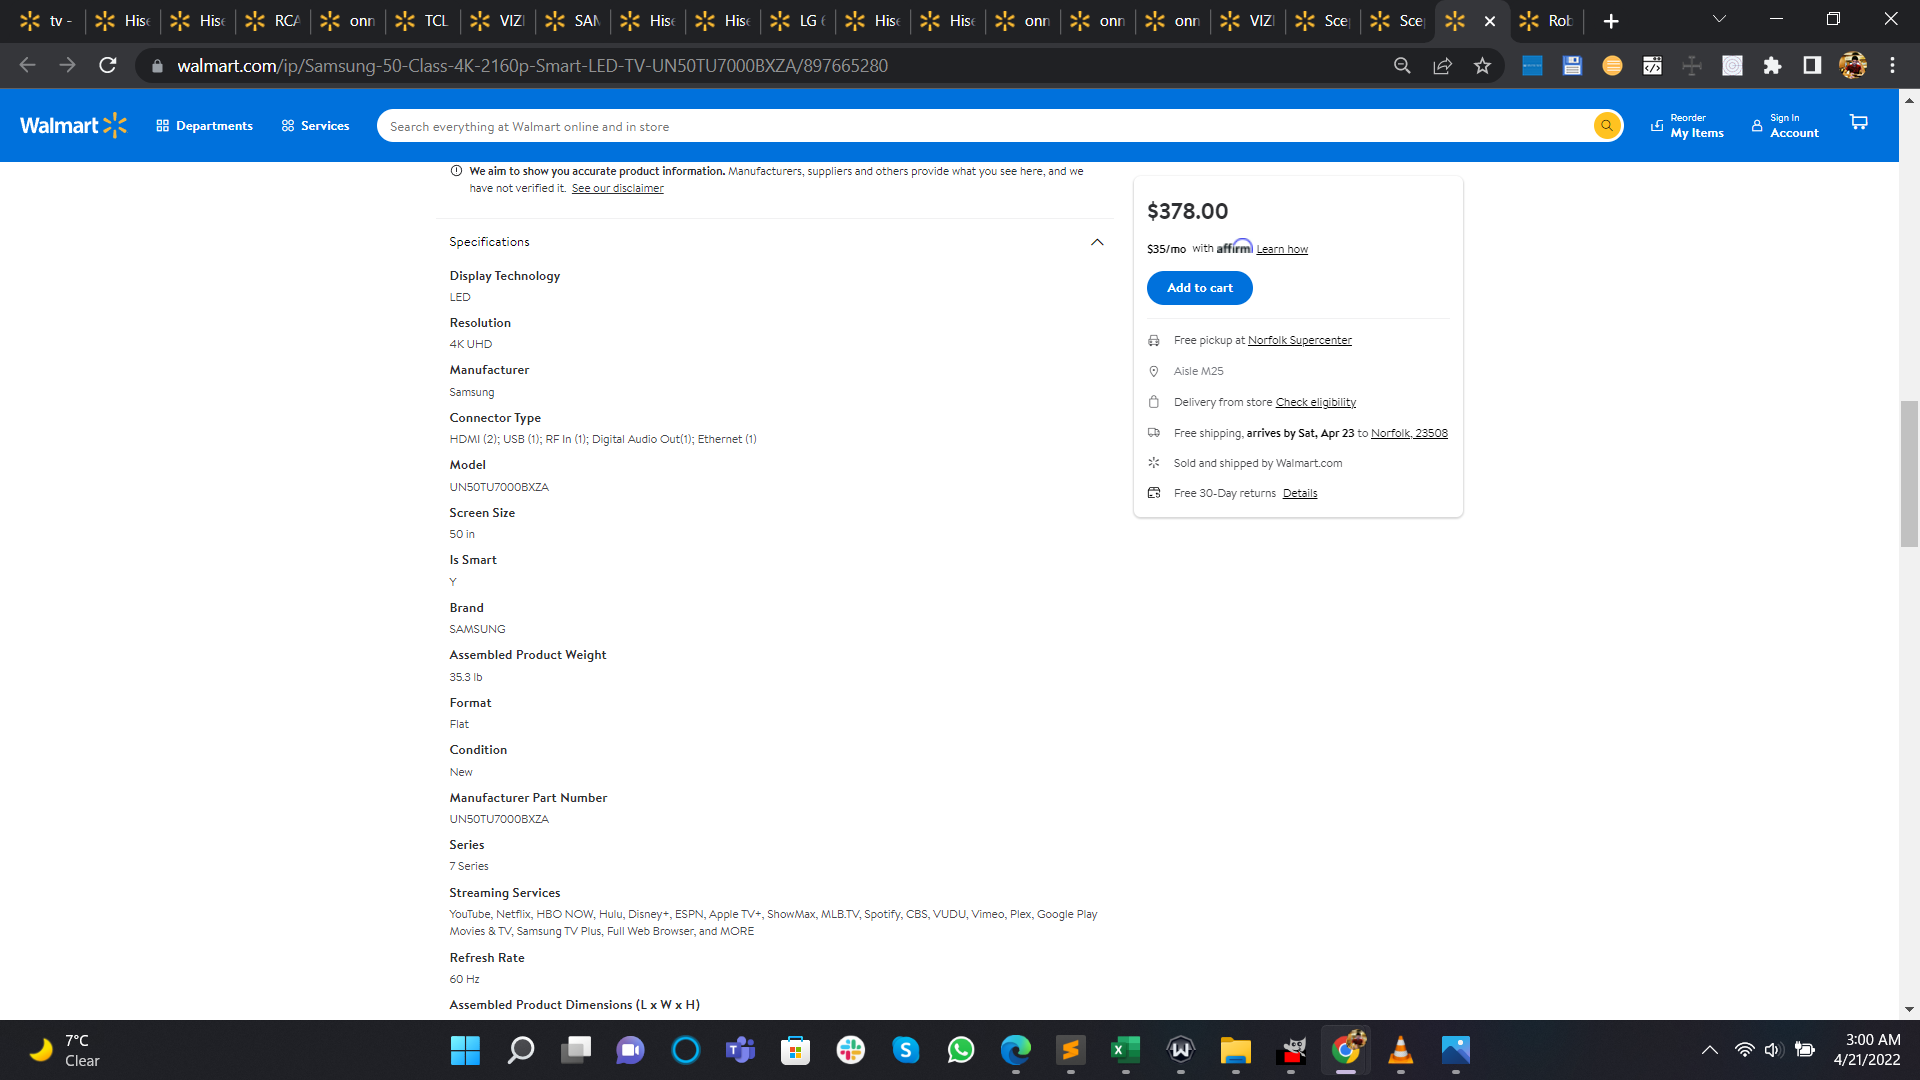 tv -
Hise
Hise
RCA
onn
TCL
VIZI
SAM
Hise
Hise
LG 6
Hise
Hise
onn
onn
onn
VIZI
Sce
Sce
Rob
walmart.com/ip/Samsung-50-Class-4K-2160p-Smart-LED-TV-UN50TU7000BXZA/897665280
Walmart
Departments
Services
Search everything at Walmart online and in store
Reorder
My Items
Sign In
Account
We aim to show you accurate product information. Manufacturers, suppliers and others provide what you see here, and we
have not verified it. See our disclaimer
Specifications
Display Technology
LED
Resolution
4K UHD
Manufacturer
Samsung
Connector Type
HDMI (2); USB (1); RF In (1); Digital Audio Out(1); Ethernet (1)
Model
UN50TU7000BXZA
Screen Size
50 in
Is Smart
Y
Brand
SAMSUNG
Assembled Product Weight
35.3 lb
Format
Flat
Condition
New
Manufacturer Part Number
UN50TU7000BXZA
Series
7 Series
Streaming Services
YouTube, Netflix, HBO NOW, Hulu, Disney+, ESPN, Apple TV+, ShowMax, MLB.TV, Spotify, CBS, VUDU, Vimeo, Plex, Google Play
Movies & TV, Samsung TV Plus, Full Web Browser, and MORE
Refresh Rate
60 Hz
Assembled Product Dimensions (L x W x H)
$378.00
$35/mo with affirm Learn how
Add to cart
Free pickup at Norfolk Supercenter
Aisle M25
Delivery from store Check eligibility
Free shipping, arrives by Sat, Apr 23 to Norfolk, 23508
Sold and shipped by Walmart.com
Free 30-Day returns Details
7°C
Clear
3:00 AM
4/21/2022